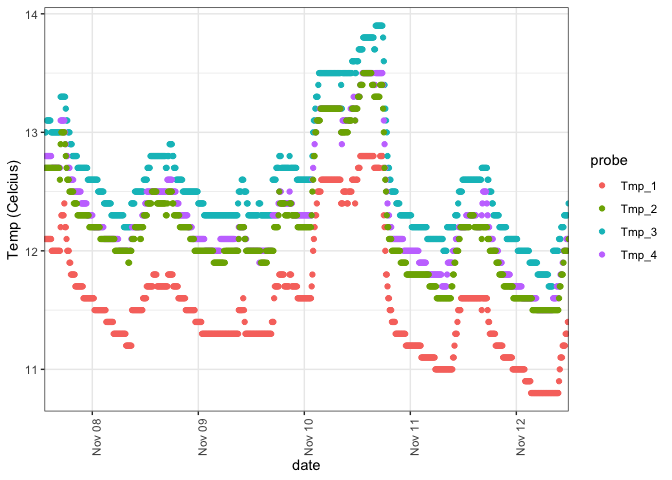 14
13
12
11
Temp (Celcius)
Nov 08
Nov 09
Nov 10
Nov 11
Nov 12
date
probe
Tmp_1
Tmp_2
Tmp_3
Tmp_4